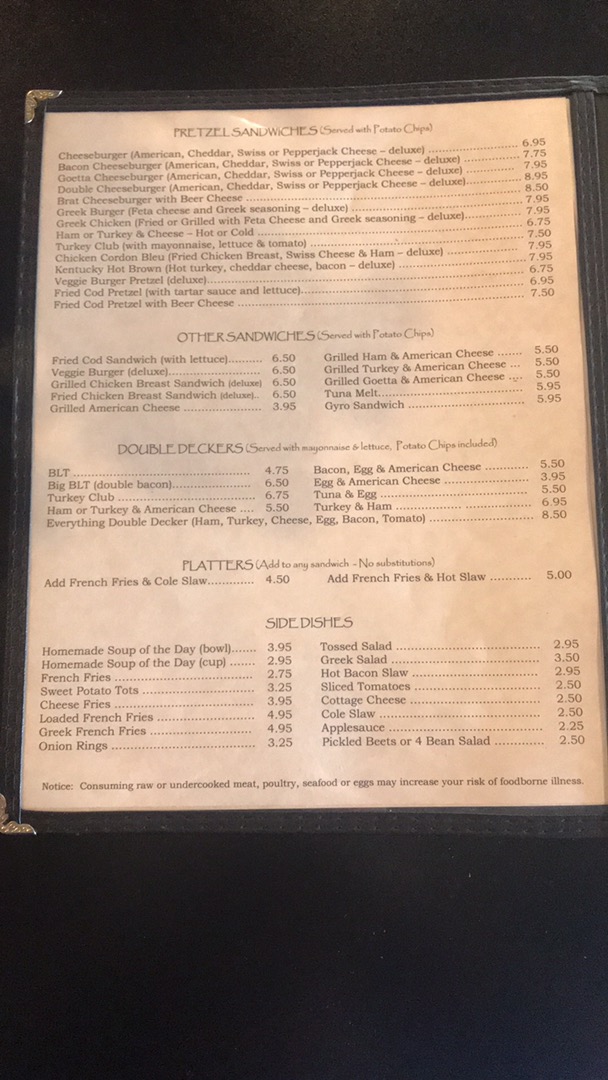 PRETZEL SANDWICHES (Served with Potato Chips)
Cheeseburger (American, Cheddar, Swiss or Pepperjack Cheese – deluxe) ........................ 6.95
Bacon Cheeseburger (American, Cheddar, Swiss or Pepperjack Cheese – deluxe) ............... 7.75
Goetta Cheeseburger (American, Cheddar, Swiss or Pepperjack Cheese – deluxe) ............. 7.95
Double Cheeseburger (American, Cheddar, Swiss or Pepperjack Cheese – deluxe)............... 8.95
Brat Cheeseburger with Beer Cheese ........................ 8.50
Greek Burger (Feta cheese and Greek seasoning – deluxe) ........................ 7.95
Greek Chicken (Fried or Grilled with Feta Cheese and Greek seasoning – deluxe)............... 7.95
Ham or Turkey & Cheese – Hot or Cold ........................ 6.75
Turkey Club (with mayonnaise, lettuce & tomato) ........................ 7.50
Chicken Cordon Bleu (Fried Chicken Breast, Swiss Cheese & Ham – deluxe) ............... 7.95
Kentucky Hot Brown (Hot turkey, cheddar cheese, bacon – deluxe) ........................ 7.95
Veggie Burger Pretzel (deluxe)........................ 6.75
Fried Cod Pretzel (with tartar sauce and lettuce)........................ 6.95
Fried Cod Pretzel with Beer Cheese ........................ 7.50
OTHER SANDWICHES (Served with Potato Chips)
Fried Cod Sandwich (with lettuce).......... 6.50
Veggie Burger (deluxe)........................ 6.50
Grilled Chicken Breast Sandwich (deluxe) 6.50
Fried Chicken Breast Sandwich (deluxe).. 6.50
Grilled American Cheese ..................... 3.95
Grilled Ham & American Cheese ....... 5.50
Grilled Turkey & American Cheese ... 5.50
Grilled Goetta & American Cheese .... 5.50
Tuna Melt........................ 5.95
Gyro Sandwich ........................ 5.95
DOUBLE DECKERS (Served with mayonnaise & lettuce, Potato Chips included)
BLT ........................ 4.75
Big BLT (double bacon)..................... 6.50
Turkey Club ........................ 6.75
Ham or Turkey & American Cheese .... 5.50
Bacon, Egg & American Cheese ............ 5.50
Egg & American Cheese ..................... 3.95
Tuna & Egg ........................ 5.50
Turkey & Ham ........................ 6.95
Everything Double Decker (Ham, Turkey, Cheese, Egg, Bacon, Tomato) ........................ 8.50
PLATTERS (Add to any sandwich - No substitutions)
Add French Fries & Cole Slaw............. 4.50
Add French Fries & Hot Slaw ........... 5.00
SIDE DISHES
Homemade Soup of the Day (bowl)....... 3.95
Homemade Soup of the Day (cup) ....... 2.95
French Fries ........................ 2.75
Sweet Potato Tots ........................ 3.25
Cheese Fries ........................ 3.95
Loaded French Fries ........................ 4.95
Greek French Fries ........................ 4.95
Onion Rings ........................ 3.25
Tossed Salad ........................ 2.95
Greek Salad ........................ 3.50
Hot Bacon Slaw ........................ 2.95
Sliced Tomatoes ........................ 2.50
Cottage Cheese ........................ 2.50
Cole Slaw ........................ 2.50
Applesauce ........................ 2.25
Pickled Beets or 4 Bean Salad ............. 2.50
Notice: Consuming raw or undercooked meat, poultry, seafood or eggs may increase your risk of foodborne illness.